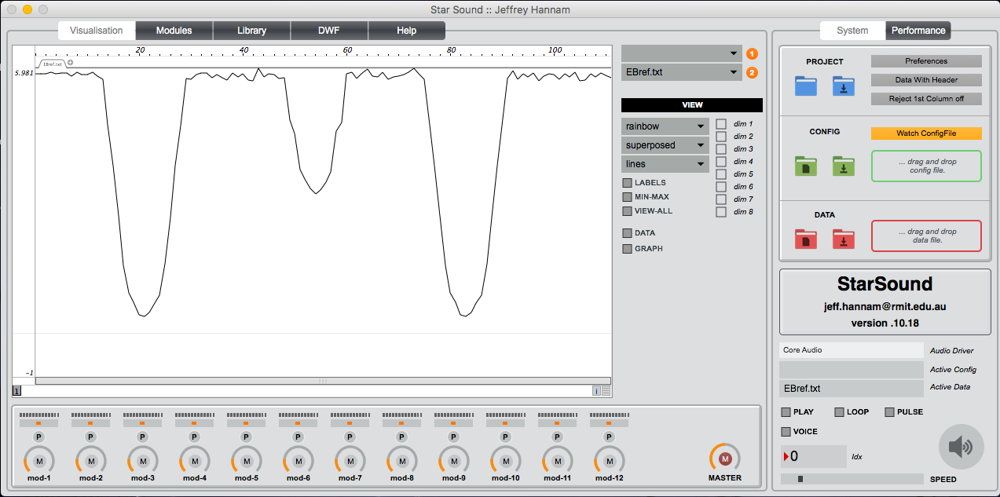 Star Sound :: Jeffrey Hannam
Visualisation Modules Library DWF Help
System Performance
20 40 60 80 100
EBref.txt
5.981
-1
1
i
1
EBref.txt 2
VIEW
rainbow
superposed
lines
LABELS
MIN-MAX
VIEW-ALL
DATA
GRAPH
dim 1
dim 2
dim 3
dim 4
dim 5
dim 6
dim 7
dim 8
PROJECT
Preferences
Data With Header
Reject 1st Column off
CONFIG
Watch ConfigFile
... drag and drop
config file.
DATA
... drag and drop
data file.
StarSound
jeff.hannam@rmit.edu.au
version .10.18
Core Audio Audio Driver
Active Config
EBref.txt Active Data
PLAY LOOP PULSE
VOICE
0 Idx
SPEED
P P P P P P P P P P P P
M M M M M M M M M M M M M
mod-1 mod-2 mod-3 mod-4 mod-5 mod-6 mod-7 mod-8 mod-9 mod-10 mod-11 mod-12 MASTER